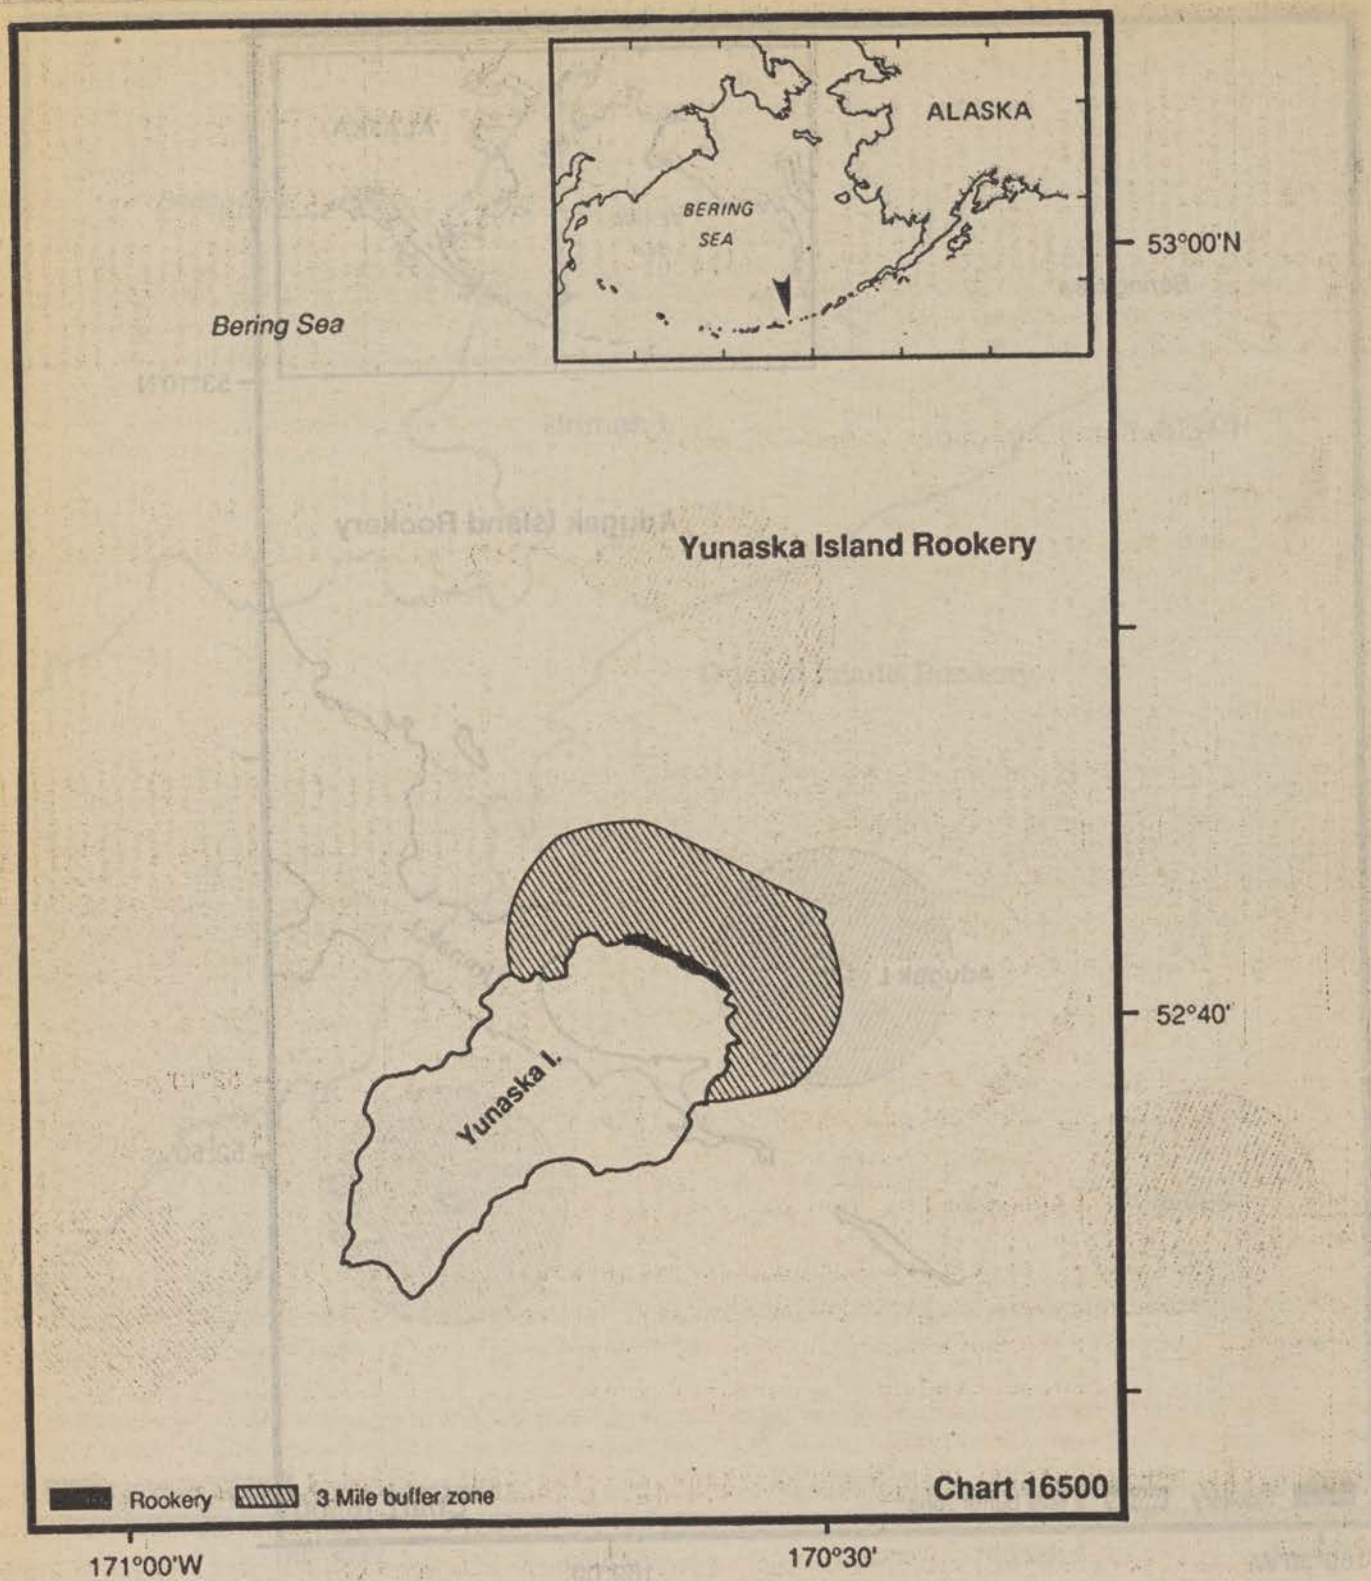 ALASKA
BERING
SEA
53°00'N
Bering Sea
Yunaska Island Rookery
52°40'
Yunaska I.
Rookery
3 Mile buffer zone
Chart 16500
171°00'W
170°30'